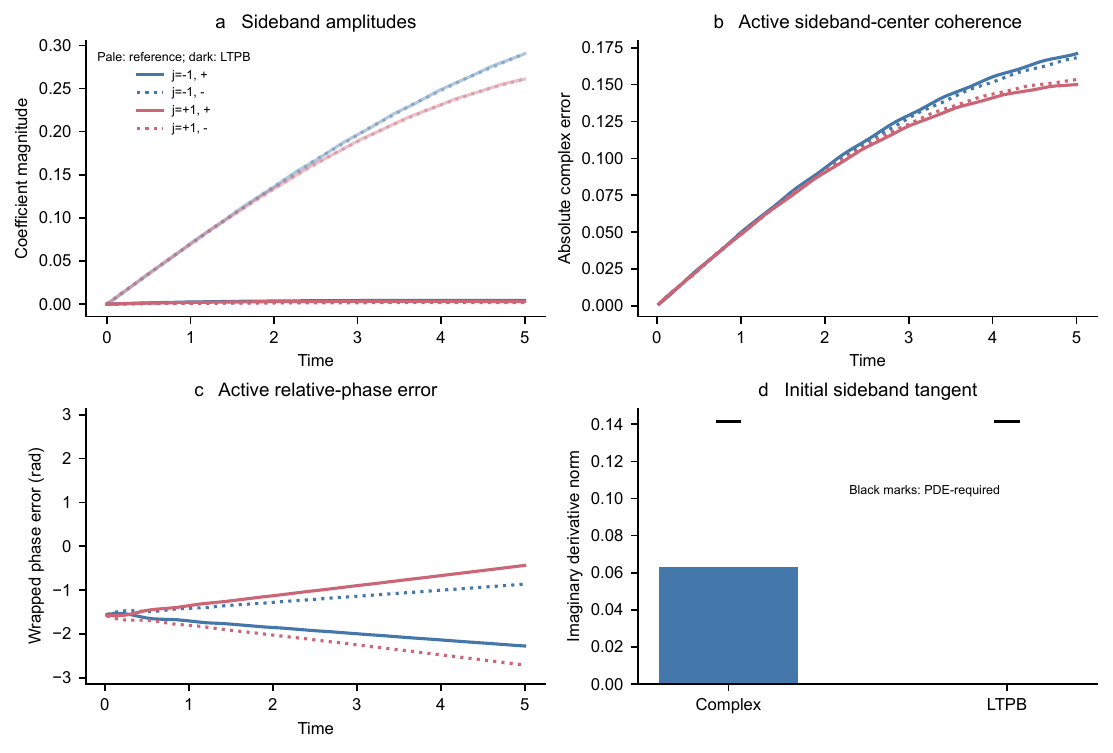 a Sideband amplitudes
Coefficient magnitude
0.30
0.25
0.20
0.15
0.10
0.05
0.00
Pale: reference; dark: LTPB
j=-1, +
j=-1, -
j=+1, +
j=+1, -
0 1 2 3 4 5
Time
b Active sideband-center coherence
Absolute complex error
0.175
0.150
0.125
0.100
0.075
0.050
0.025
0.000
0 1 2 3 4 5
Time
c Active relative-phase error
Wrapped phase error (rad)
3
2
1
0
−1
−2
−3
0 1 2 3 4 5
Time
d Initial sideband tangent
Imaginary derivative norm
0.14
0.12
0.10
0.08
0.06
0.04
0.02
0.00
Black marks: PDE-required
Complex LTPB